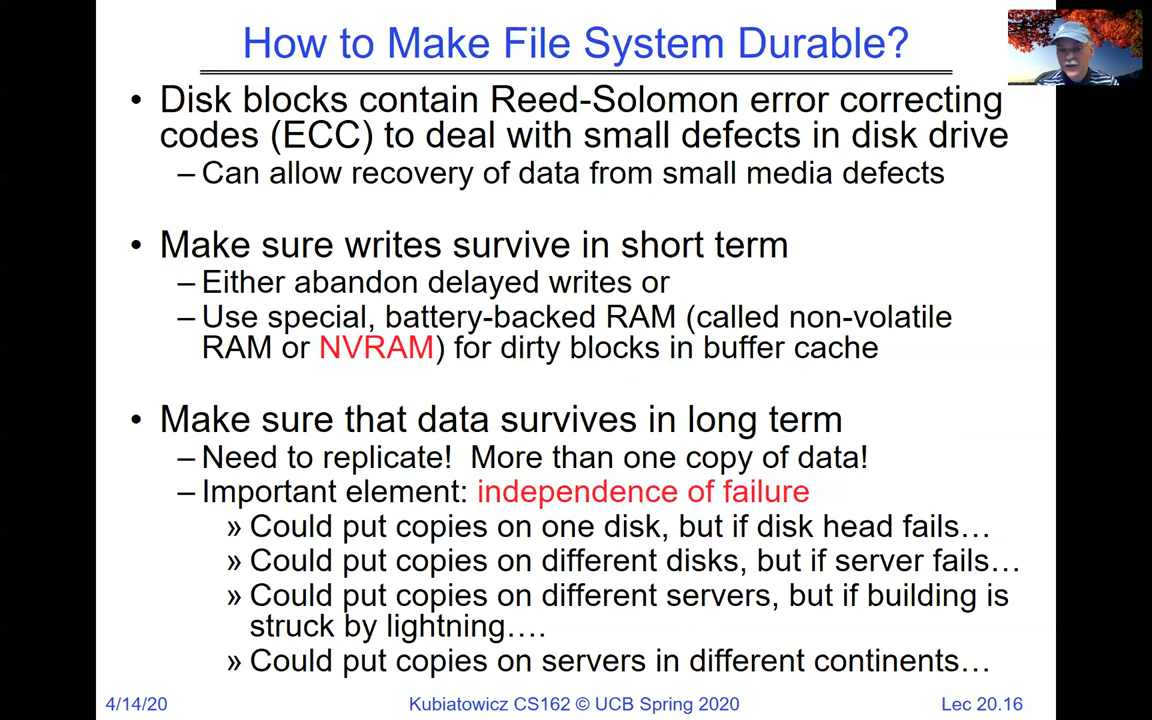 How to Make File System Durable?
• Disk blocks contain Reed-Solomon error correcting
codes (ECC) to deal with small defects in disk drive
– Can allow recovery of data from small media defects
• Make sure writes survive in short term
– Either abandon delayed writes or
– Use special, battery-backed RAM (called non-volatile
RAM or NVRAM) for dirty blocks in buffer cache
• Make sure that data survives in long term
– Need to replicate! More than one copy of data!
– Important element: independence of failure
» Could put copies on one disk, but if disk head fails…
» Could put copies on different disks, but if server fails…
» Could put copies on different servers, but if building is
struck by lightning….
» Could put copies on servers in different continents…
4/14/20
Kubiatowicz CS162 © UCB Spring 2020
Lec 20.16